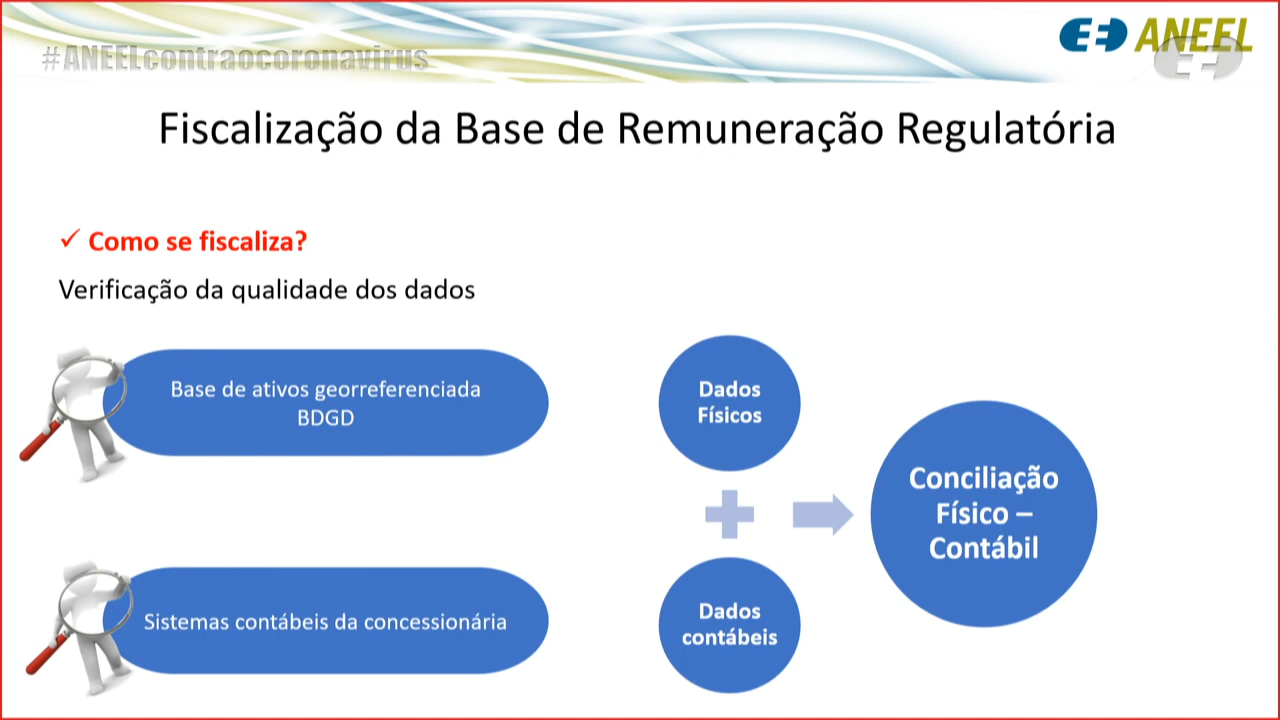 #ANEELcontraocoronavirus
ANEEL
Fiscalização da Base de Remuneração Regulatória
✓ Como se fiscaliza?
Verificação da qualidade dos dados
Base de ativos georreferenciada
BDGD
Dados
Físicos
Conciliação
Físico –
Contábil
Sistemas contábeis da concessionária
Dados
contábeis